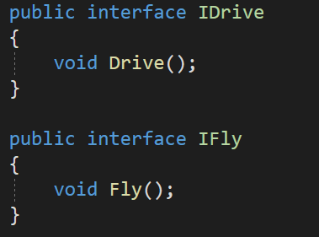 public interface IDrive
{
    void Drive();
}

public interface IFly
{
    void Fly();
}